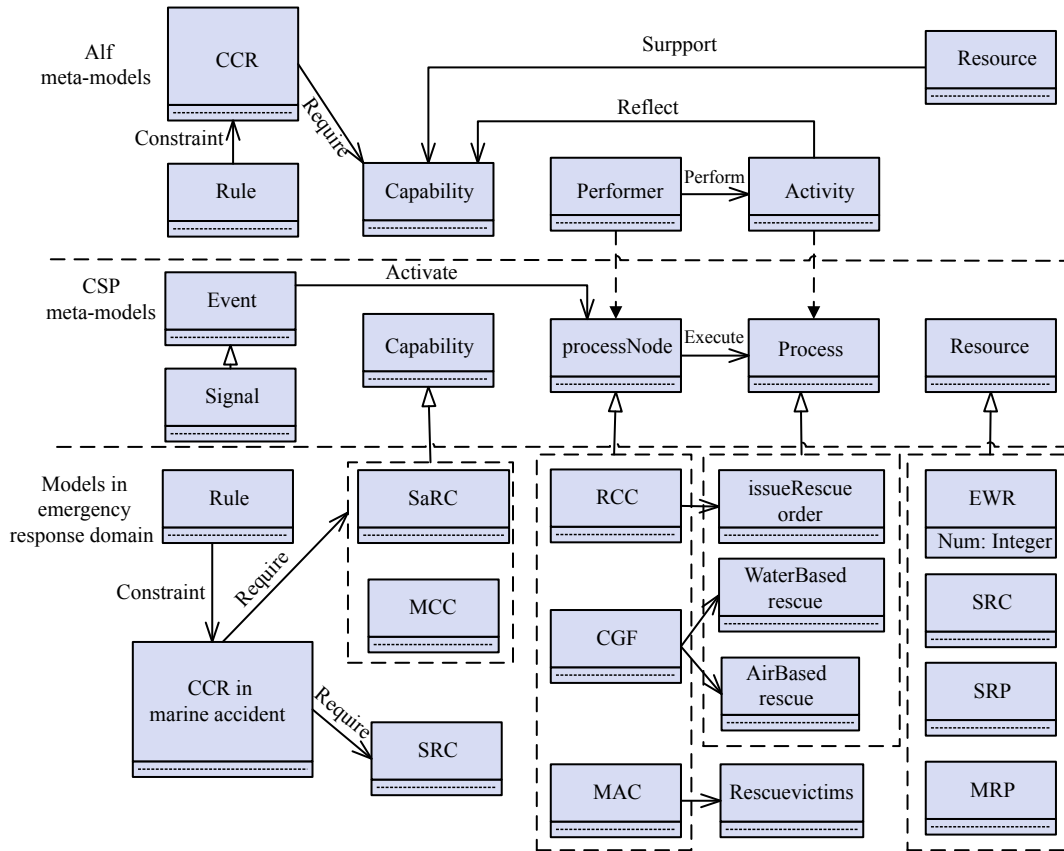 Alf
meta-models
CCR
Surpport
Resource
Require
Reflect
Constraint
Rule
Capability
Performer
Perform
Activity
CSP
meta-models
Event
Activate
Capability
processNode
Execute
Process
Resource
Signal
Models in
emergency
response domain
Rule
SaRC
RCC
issueRescue
order
EWR
Num: Integer
Constraint
Require
MCC
CGF
WaterBased
rescue
SRC
CCR in
marine accident
Require
SRC
AirBased
rescue
SRP
MAC
Rescuevictims
MRP